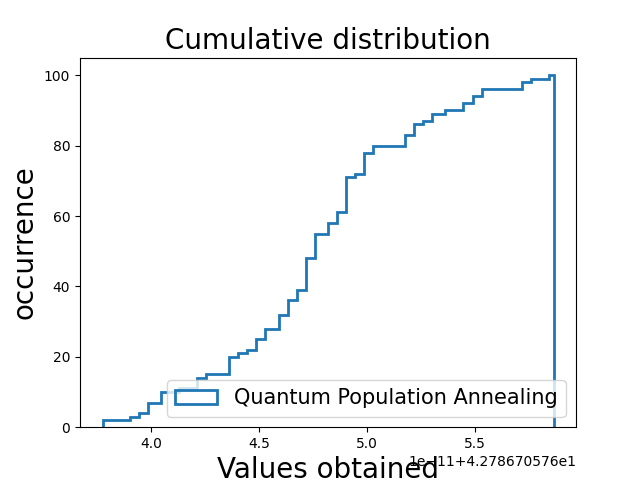 Cumulative distribution
100
80
60
40
20
0
occurrence
Quantum Population Annealing
4.0 4.5 5.0 5.5
1e−11+4.278670576e1
Values obtained